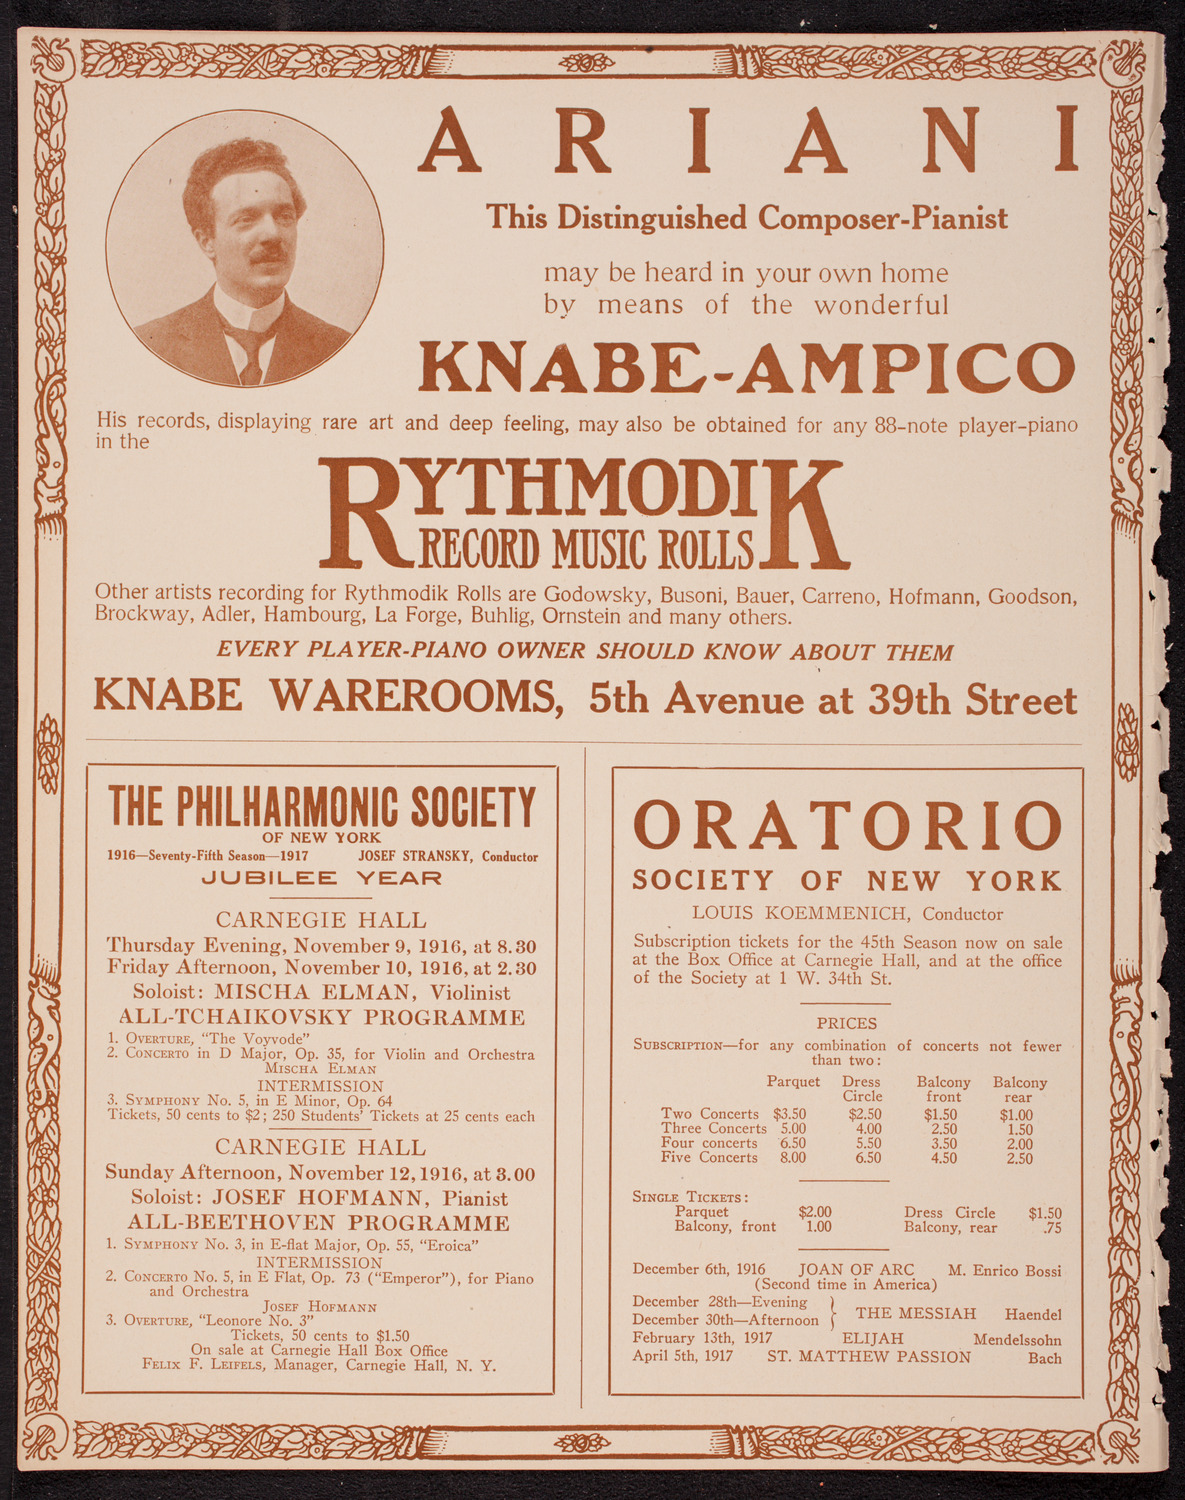 ARIANI
This Distinguished Composer-Pianist
may be heard in your own home
by means of the wonderful
KNABE-AMPICO
His records, displaying rare art and deep feeling, may also be obtained for any 88-note player-piano
in the
RYTHMODIK
RECORD MUSIC ROLLS
Other artists recording for Rythmodik Rolls are Godowsky, Busoni, Bauer, Carreno, Hofmann, Goodson,
Brockway, Adler, Hambourg, La Forge, Buhlig, Ornstein and many others.
EVERY PLAYER-PIANO OWNER SHOULD KNOW ABOUT THEM
KNABE WAREROOMS, 5th Avenue at 39th Street
THE PHILHARMONIC SOCIETY
OF NEW YORK
1916—Seventy-Fifth Season—1917 JOSEF STRANSKY, Conductor
JUBILEE YEAR
CARNEGIE HALL
Thursday Evening, November 9, 1916, at 8.30
Friday Afternoon, November 10, 1916, at 2.30
Soloist: MISCHA ELMAN, Violinist
ALL-TCHAIKOVSKY PROGRAMME
1. OVERTURE, "The Voyvode"
2. CONCERTO in D Major, Op. 35, for Violin and Orchestra
MISCHA ELMAN
INTERMISSION
3. SYMPHONY No. 5, in E Minor, Op. 64
Tickets, 50 cents to $2; 250 Students' Tickets at 25 cents each
CARNEGIE HALL
Sunday Afternoon, November 12, 1916, at 3.00
Soloist: JOSEF HOFMANN, Pianist
ALL-BEETHOVEN PROGRAMME
1. SYMPHONY No. 3, in E-flat Major, Op. 55, "Eroica"
INTERMISSION
2. CONCERTO No. 5, in E Flat, Op. 73 ("Emperor"), for Piano
and Orchestra
JOSEF HOFMANN
3. OVERTURE, "Leonore No. 3"
Tickets, 50 cents to $1.50
On sale at Carnegie Hall Box Office
FELIX F. LEIFELS, Manager, Carnegie Hall, N. Y.
ORATORIO
SOCIETY OF NEW YORK
LOUIS KOEMMENICH, Conductor
Subscription tickets for the 45th Season now on sale
at the Box Office at Carnegie Hall, and at the office
of the Society at 1 W. 34th St.
PRICES
SUBSCRIPTION—for any combination of concerts not fewer
than two:
Parquet Dress Balcony Balcony
Circle front rear
Two Concerts $3.50 $2.50 $1.50 $1.00
Three Concerts 5.00 4.00 2.50 1.50
Four concerts 6.50 5.50 3.50 2.00
Five Concerts 8.00 6.50 4.50 2.50
SINGLE TICKETS:
Parquet $2.00 Dress Circle $1.50
Balcony, front 1.00 Balcony, rear .75
December 6th, 1916 JOAN OF ARC M. Enrico Bossi
(Second time in America)
December 28th—Evening
December 30th—Afternoon } THE MESSIAH Haendel
February 13th, 1917 ELIJAH Mendelssohn
April 5th, 1917 ST. MATTHEW PASSION Bach